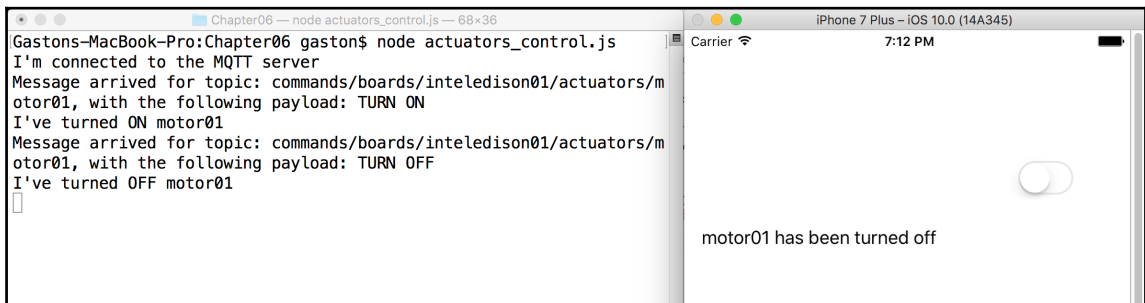 Chapter06 — node actuators_control.js — 68×36
Gastons-MacBook-Pro:Chapter06 gaston$ node actuators_control.js
I'm connected to the MQTT server
Message arrived for topic: commands/boards/inteledison01/actuators/m
otor01, with the following payload: TURN ON
I've turned ON motor01
Message arrived for topic: commands/boards/inteledison01/actuators/m
otor01, with the following payload: TURN OFF
I've turned OFF motor01
iPhone 7 Plus – iOS 10.0 (14A345)
Carrier 7:12 PM
motor01 has been turned off